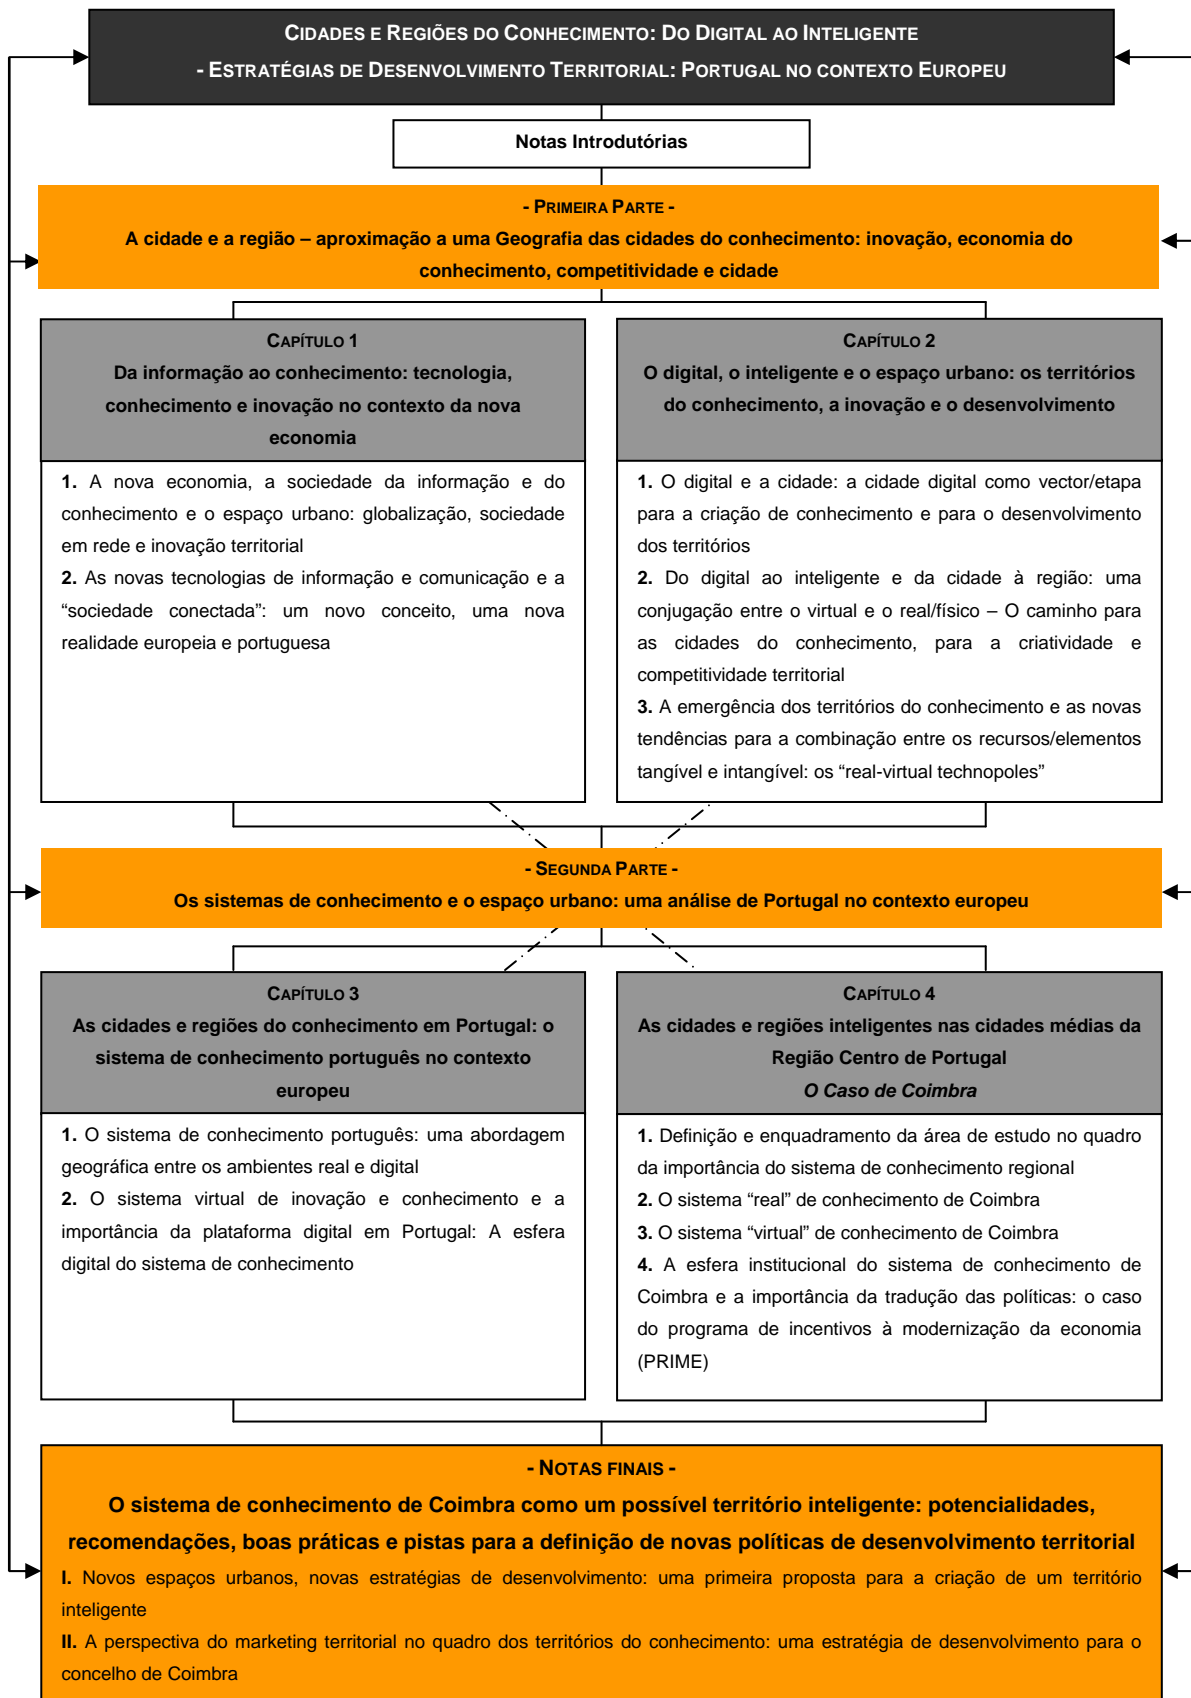 CIDADES E REGIÕES DO CONHECIMENTO: DO DIGITAL AO INTELIGENTE
- ESTRATÉGIAS DE DESENVOLVIMENTO TERRITORIAL: PORTUGAL NO CONTEXTO EUROPEU
Notas Introdutórias
- PRIMEIRA PARTE -
A cidade e a região – aproximação a uma Geografia das cidades do conhecimento: inovação, economia do
conhecimento, competitividade e cidade
CAPÍTULO 1
Da informação ao conhecimento: tecnologia,
conhecimento e inovação no contexto da nova
economia
1. A nova economia, a sociedade da informação e do
conhecimento e o espaço urbano: globalização, sociedade
em rede e inovação territorial
2. As novas tecnologias de informação e comunicação e a
“sociedade conectada”: um novo conceito, uma nova
realidade europeia e portuguesa
CAPÍTULO 2
O digital, o inteligente e o espaço urbano: os territórios
do conhecimento, a inovação e o desenvolvimento
1. O digital e a cidade: a cidade digital como vector/etapa
para a criação de conhecimento e para o desenvolvimento
dos territórios
2. Do digital ao inteligente e da cidade à região: uma
conjugação entre o virtual e o real/físico – O caminho para
as cidades do conhecimento, para a criatividade e
competitividade territorial
3. A emergência dos territórios do conhecimento e as novas
tendências para a combinação entre os recursos/elementos
tangível e intangível: os “real-virtual technopoles”
- SEGUNDA PARTE -
Os sistemas de conhecimento e o espaço urbano: uma análise de Portugal no contexto europeu
CAPÍTULO 3
As cidades e regiões do conhecimento em Portugal: o
sistema de conhecimento português no contexto
europeu
1. O sistema de conhecimento português: uma abordagem
geográfica entre os ambientes real e digital
2. O sistema virtual de inovação e conhecimento e a
importância da plataforma digital em Portugal: A esfera
digital do sistema de conhecimento
CAPÍTULO 4
As cidades e regiões inteligentes nas cidades médias da
Região Centro de Portugal
O Caso de Coimbra
1. Definição e enquadramento da área de estudo no quadro
da importância do sistema de conhecimento regional
2. O sistema “real” de conhecimento de Coimbra
3. O sistema “virtual” de conhecimento de Coimbra
4. A esfera institucional do sistema de conhecimento de
Coimbra e a importância da tradução das políticas: o caso
do programa de incentivos à modernização da economia
(PRIME)
- NOTAS FINAIS -
O sistema de conhecimento de Coimbra como um possível território inteligente: potencialidades,
recomendações, boas práticas e pistas para a definição de novas políticas de desenvolvimento territorial
I. Novos espaços urbanos, novas estratégias de desenvolvimento: uma primeira proposta para a criação de um território
inteligente
II. A perspectiva do marketing territorial no quadro dos territórios do conhecimento: uma estratégia de desenvolvimento para o
concelho de Coimbra